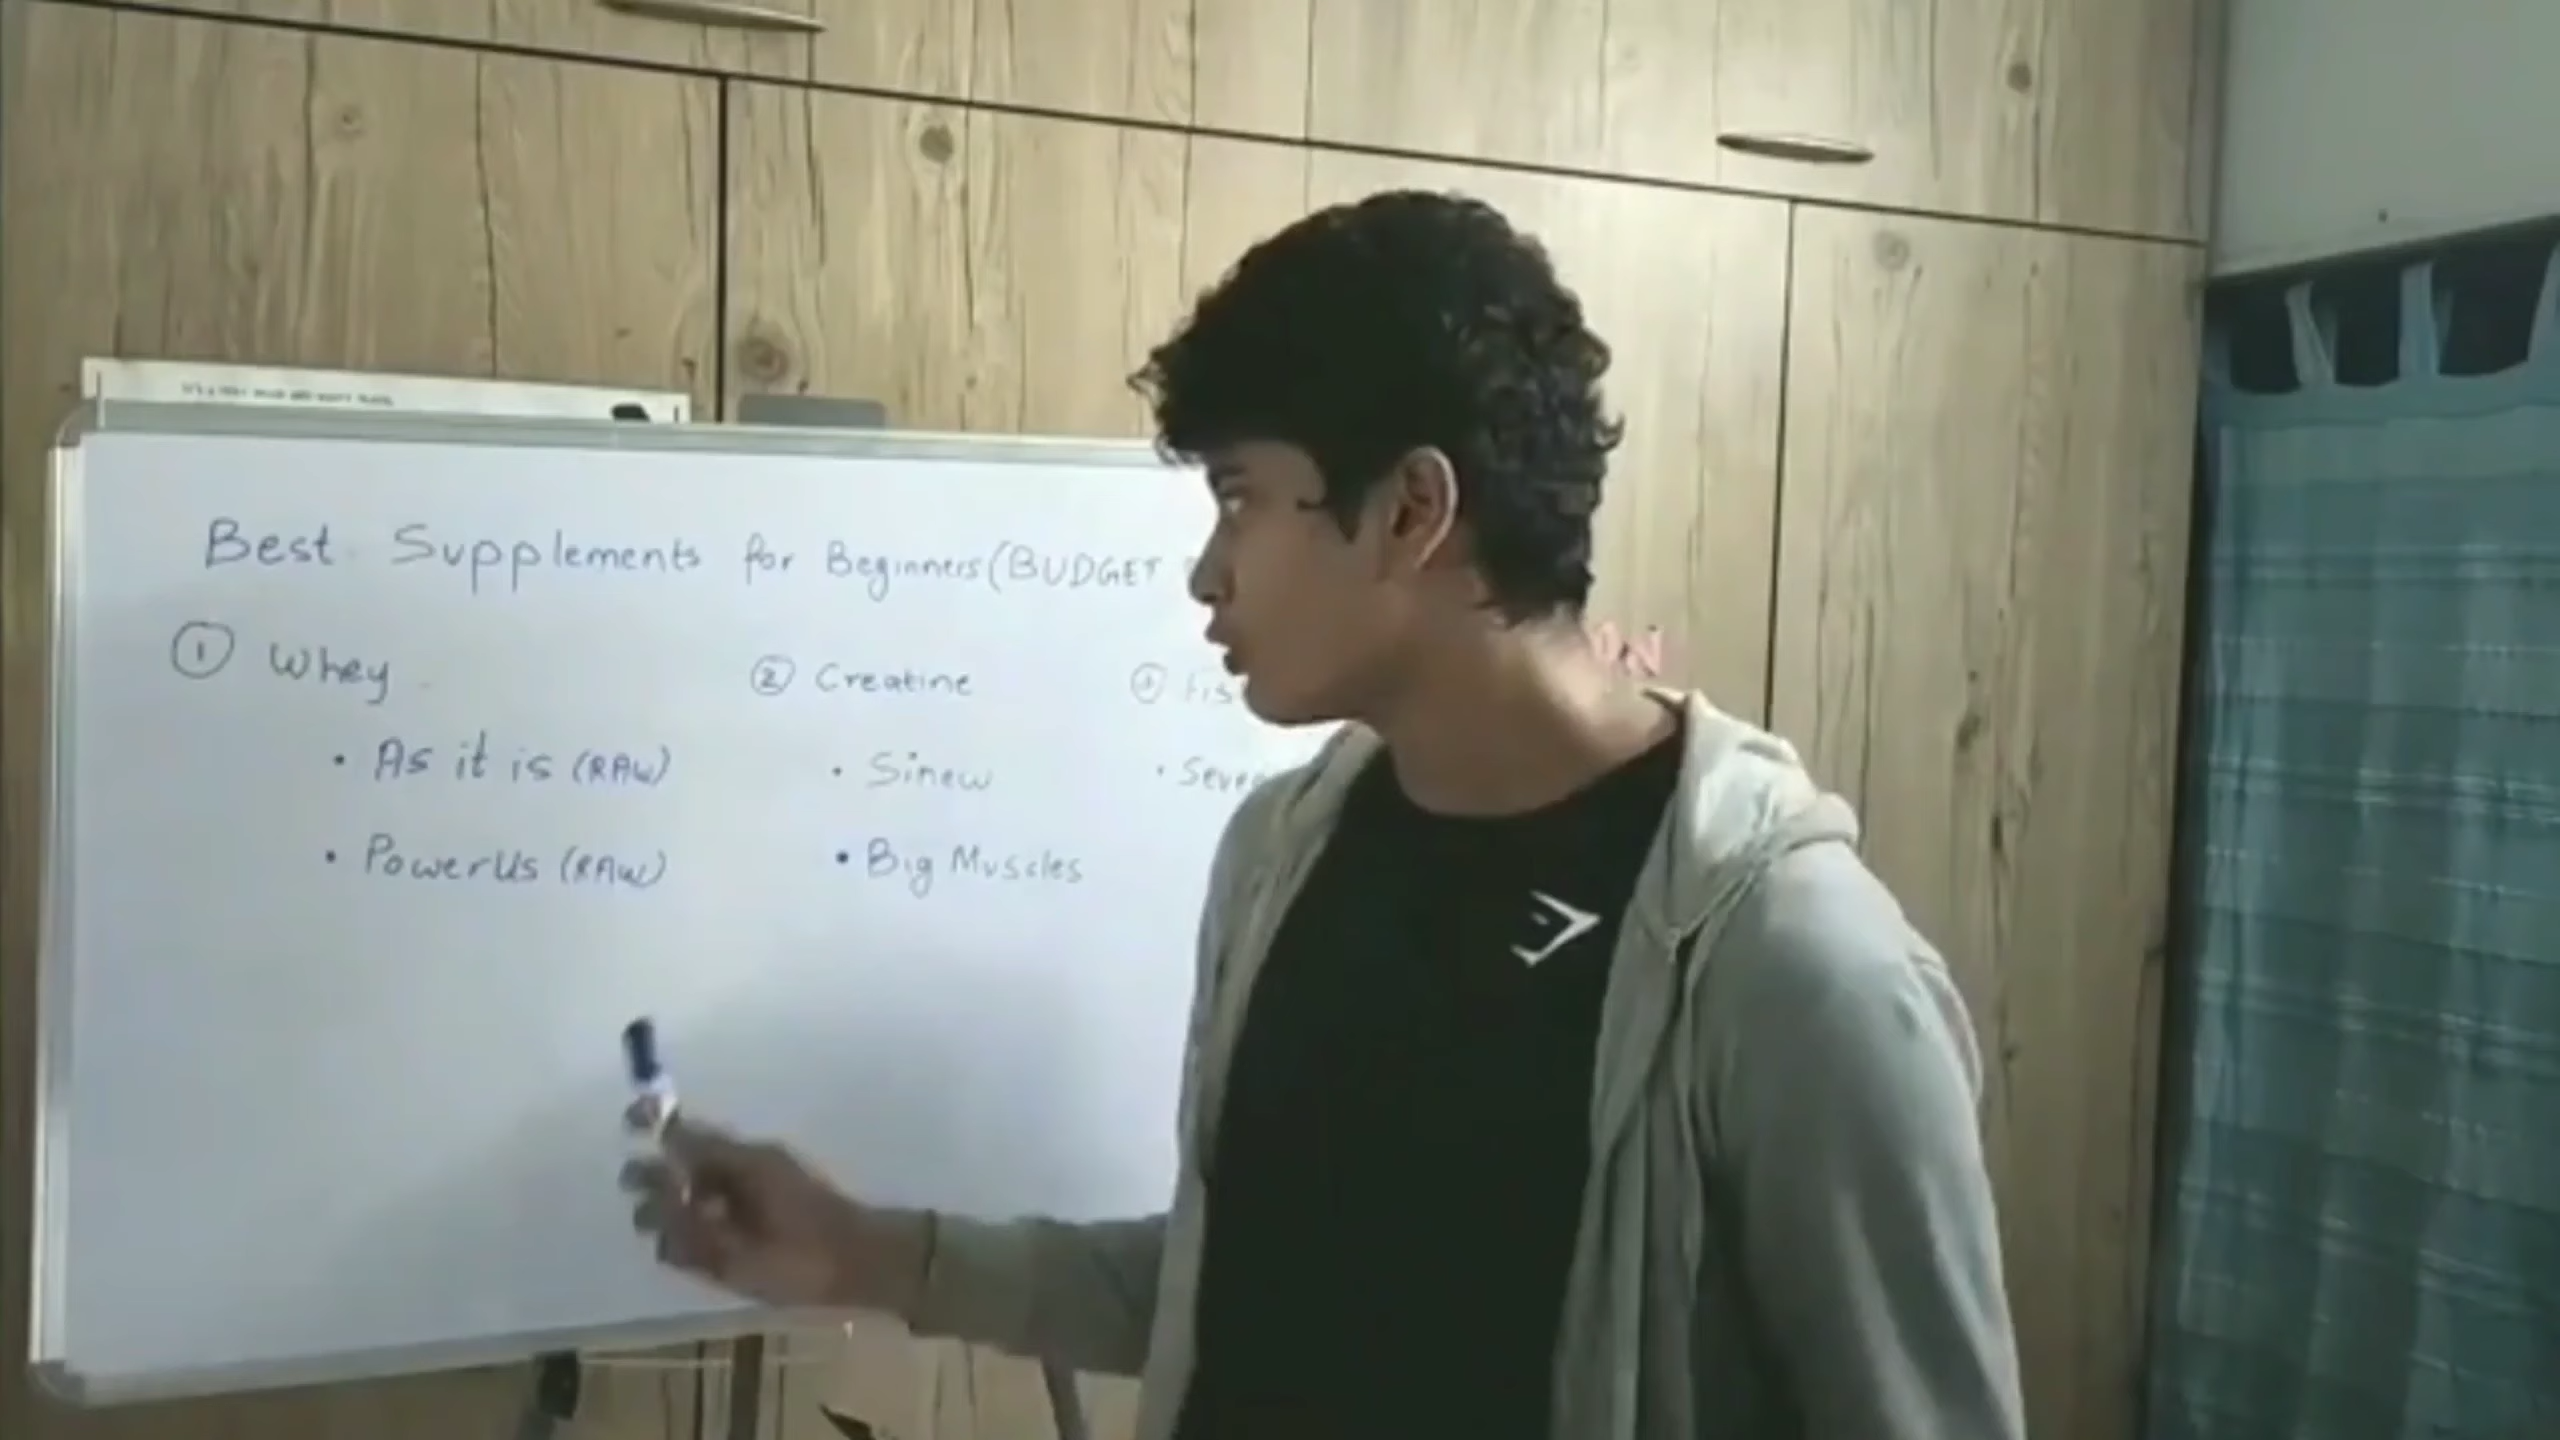 Best Supplements for Beginners (BUDGET
① Whey
• As it is (RAW)
• PowerUs (RAW)
② Creatine
• Sinew
• Big Muscles